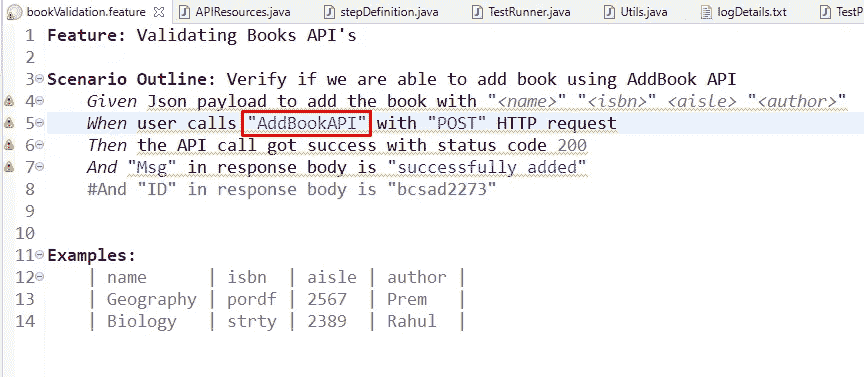 bookValidation.feature APIResources.java stepDefinition.java TestRunner.java Utils.java logDetails.txt TestP
1 Feature: Validating Books API's
2
3 Scenario Outline: Verify if we are able to add book using AddBook API
4 Given Json payload to add the book with "<name>" "<isbn>" <aisle> "<author>"
5 When user calls "AddBookAPI" with "POST" HTTP request
6 Then the API call got success with status code 200
7 And "Msg" in response body is "successfully added"
8 #And "ID" in response body is "bcsad2273"
9
10
11 Examples:
12 | name | isbn | aisle | author |
13 | Geography | pordf | 2567 | Prem |
14 | Biology | strty | 2389 | Rahul |